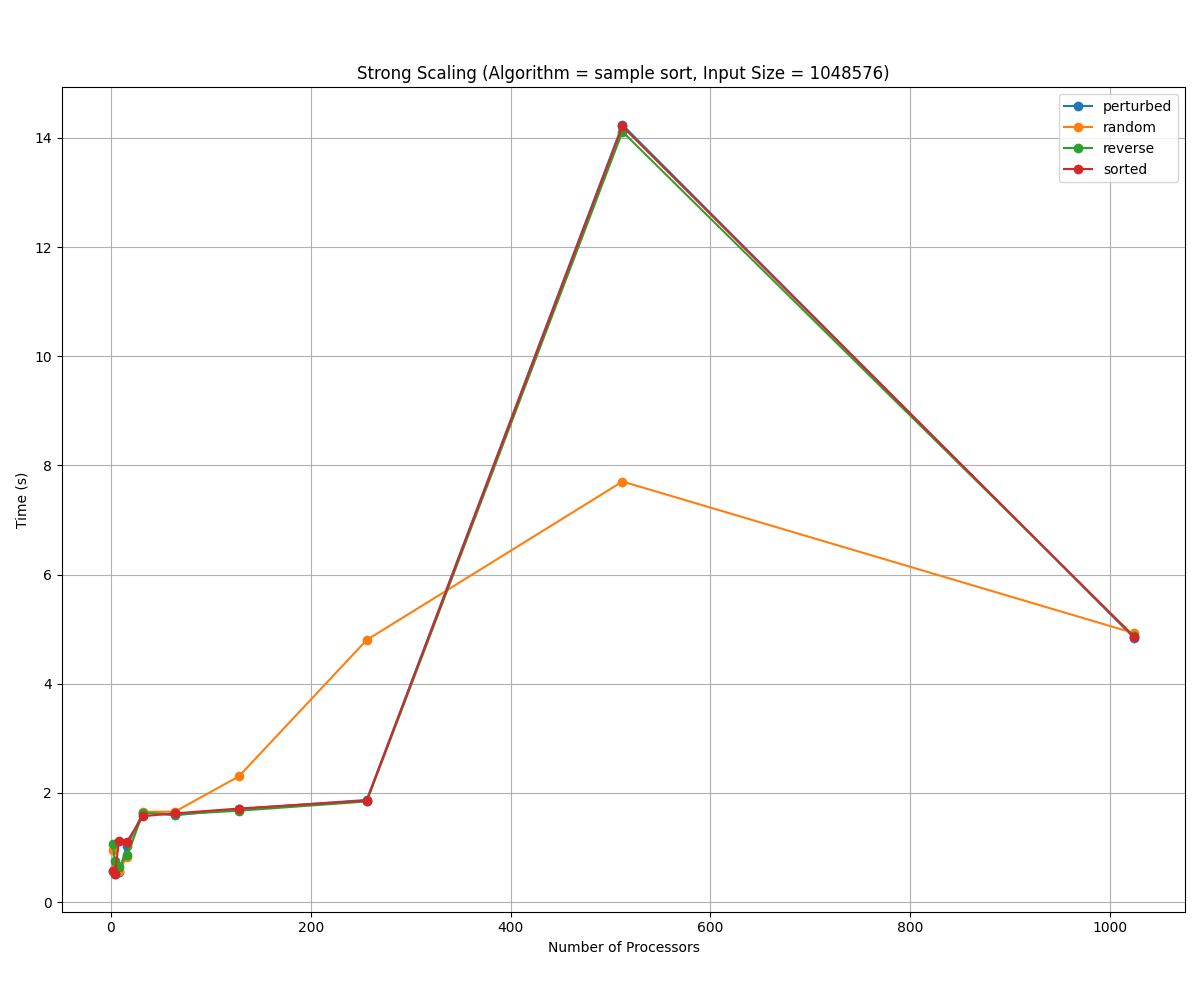 Strong Scaling (Algorithm = sample sort, Input Size = 1048576)
perturbed
random
reverse
sorted
14
12
10
8
6
4
2
0
Time (s)
0 200 400 600 800 1000
Number of Processors